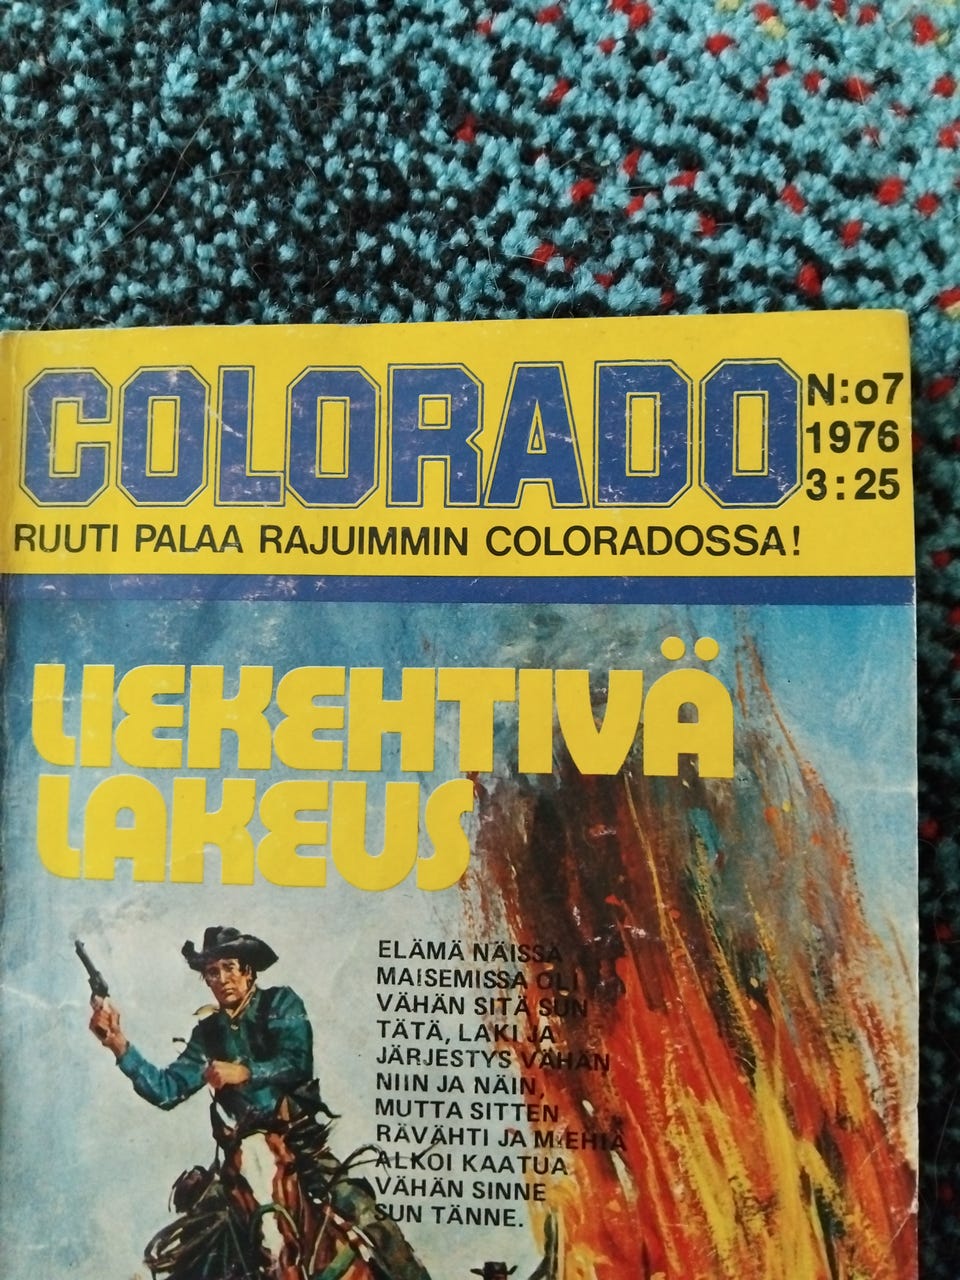 COLORADO
N:o7
1976
3:25
RUUTI PALAA RAJUIMMIN COLORADOSSA!
LIEKEHTIVÄ
LAKEUS
ELÄMÄ NÄISSÄ
MAISEMISSA OLI
VÄHÄN SITÄ SUN
TÄTÄ, LAKI JA
JÄRJESTYS VÄHÄN
NIIN JA NÄIN,
MUTTA SITTEN
RÄVÄHTI JA MIEHIÄ
ALKOI KAATUA
VÄHÄN SINNE
SUN TÄNNE.